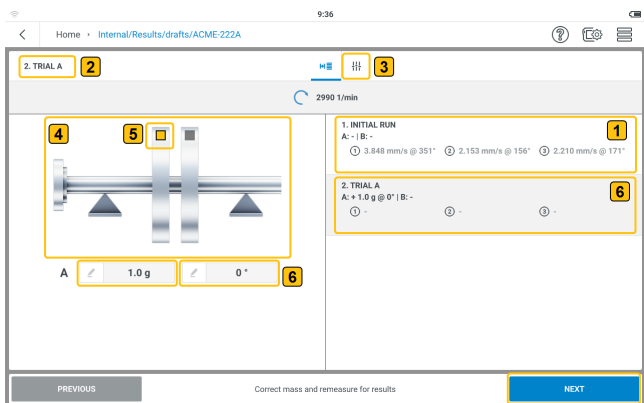 9:36
Home › Internal/Results/drafts/ACME-222A
2. TRIAL A
2
3
2990 1/min
4
5
1. INITIAL RUN
1
A: - | B: -
① 3.848 mm/s @ 351° ② 2.153 mm/s @ 156° ③ 2.210 mm/s @ 171°
2. TRIAL A
6
A: + 1.0 g @ 0° | B: -
① - ② - ③ -
A 1.0 g 0 °
6
PREVIOUS
Correct mass and remeasure for results
NEXT